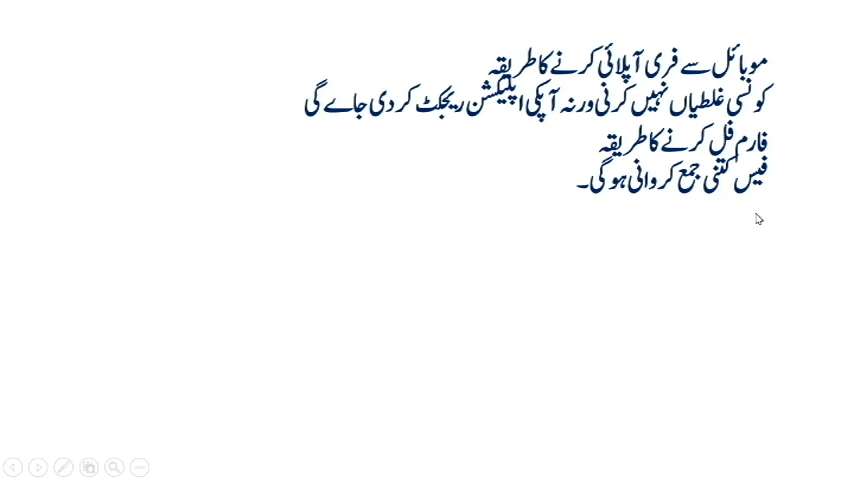 موبائل سے فری آپلائی کرنے کا طریقہ
کونسی غلطیاں نہیں کرنی ورنہ آپکی اپلیکشن ریجکٹ کر دی جاے گی
فارم فل کرنے کا طریقہ
فیس کتنی جمع کروانی ہو گی۔